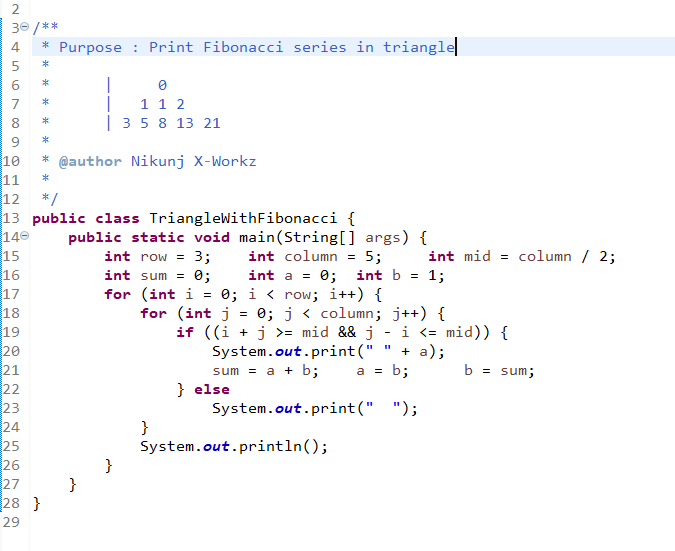 2
3 /**
4  * Purpose : Print Fibonacci series in triangle
5  *
6  *      |     0
7  *      |   1 1 2
8  *      | 3 5 8 13 21
9  *
10  * @author Nikunj X-Workz
11  *
12  */
13 public class TriangleWithFibonacci {
14     public static void main(String[] args) {
15         int row = 3;    int column = 5;     int mid = column / 2;
16         int sum = 0;    int a = 0;  int b = 1;
17         for (int i = 0; i < row; i++) {
18             for (int j = 0; j < column; j++) {
19                 if ((i + j >= mid && j - i <= mid)) {
20                     System.out.print(" " + a);
21                     sum = a + b;    a = b;      b = sum;
22                 } else
23                     System.out.print("  ");
24             }
25             System.out.println();
26         }
27     }
28 }
29